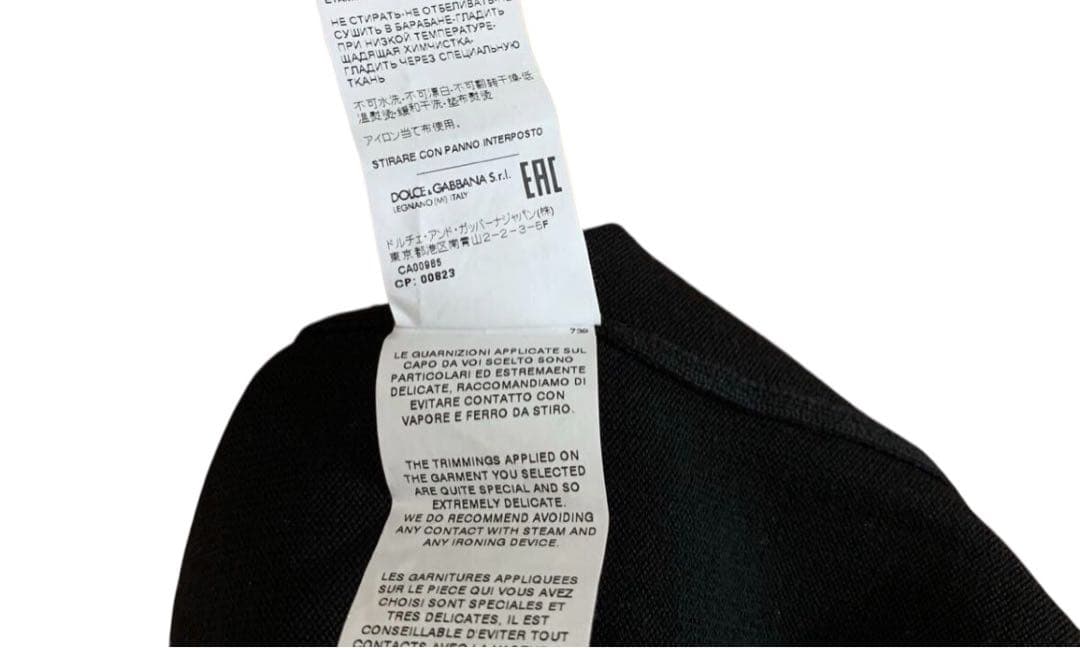 НЕ СТИРАТЬ-НЕ ОТБЕЛИВАТЬ-НЕ
СУШИТЬ В БАРАБАНЕ-ГЛАДИТЬ
ПРИ НИЗКОЙ ТЕМПЕРАТУРЕ-
ЩАДЯЩАЯ ХИМЧИСТКА-
ГЛАДИТЬ ЧЕРЕЗ СПЕЦИАЛЬНУЮ
ТКАНЬ
不可水洗-不可漂白-不可翻转干燥-低
温熨烫-缓和干洗-垫布熨烫
アイロン当て布使用。
STIRARE CON PANNO INTERPOSTO
DOLCE & GABBANA S.r.l.
LEGNANO (MI) ITALY
EAC
ドルチェ・アンド・ガッバーナジャパン(株)
東京都港区南青山2-2-3-5F
CA00985
CP: 00823
739
LE GUARNIZIONI APPLICATE SUL
CAPO DA VOI SCELTO SONO
PARTICOLARI ED ESTREMAENTE
DELICATE, RACCOMANDIAMO DI
EVITARE CONTATTO CON
VAPORE E FERRO DA STIRO.
THE TRIMMINGS APPLIED ON
THE GARMENT YOU SELECTED
ARE QUITE SPECIAL AND SO
EXTREMELY DELICATE.
WE DO RECOMMEND AVOIDING
ANY CONTACT WITH STEAM AND
ANY IRONING DEVICE.
LES GARNITURES APPLIQUEES
SUR LE PIECE QUI VOUS AVEZ
CHOISI SONT SPECIALES ET
TRES DELICATES, IL EST
CONSEILLABLE D'EVITER TOUT